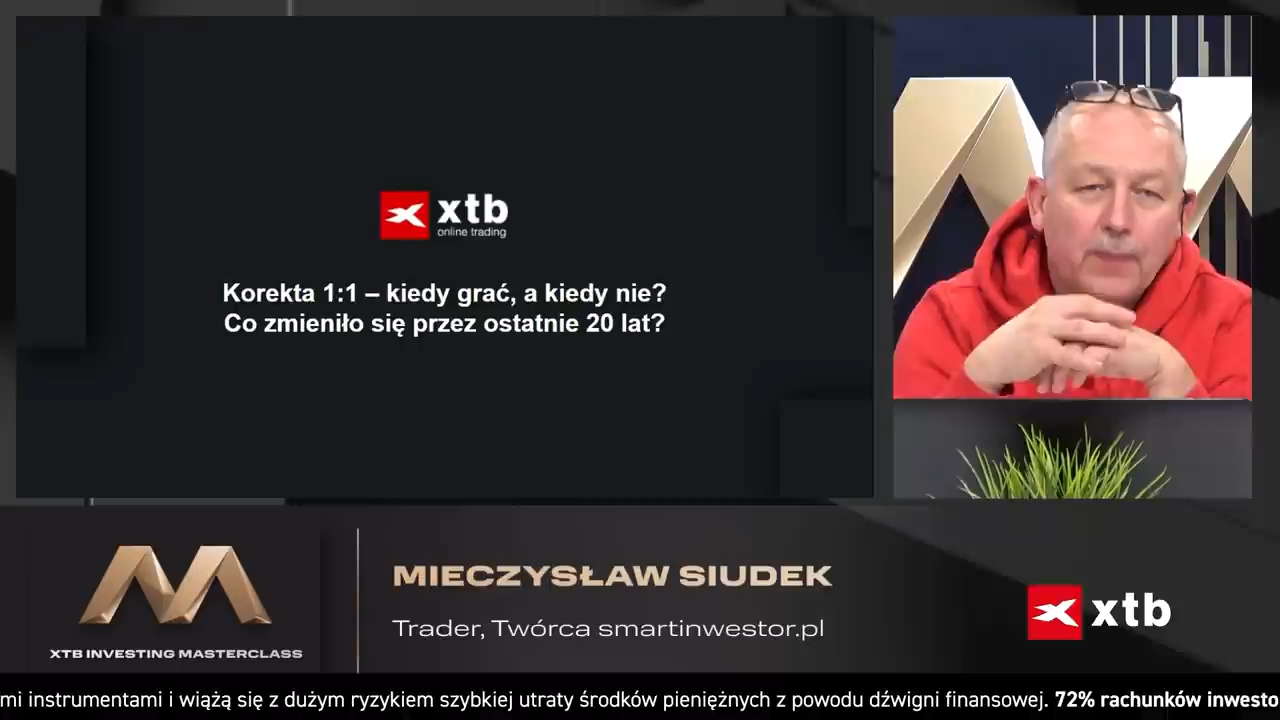 xtb
online trading
Korekta 1:1 – kiedy grać, a kiedy nie?
Co zmieniło się przez ostatnie 20 lat?
MIECZYSŁAW SIUDEK
Trader, Twórca smartinwestor.pl
XTB INVESTING MASTERCLASS
xtb
mi instrumentami i wiążą się z dużym ryzykiem szybkiej utraty środków pieniężnych z powodu dźwigni finansowej. 72% rachunków inwesto